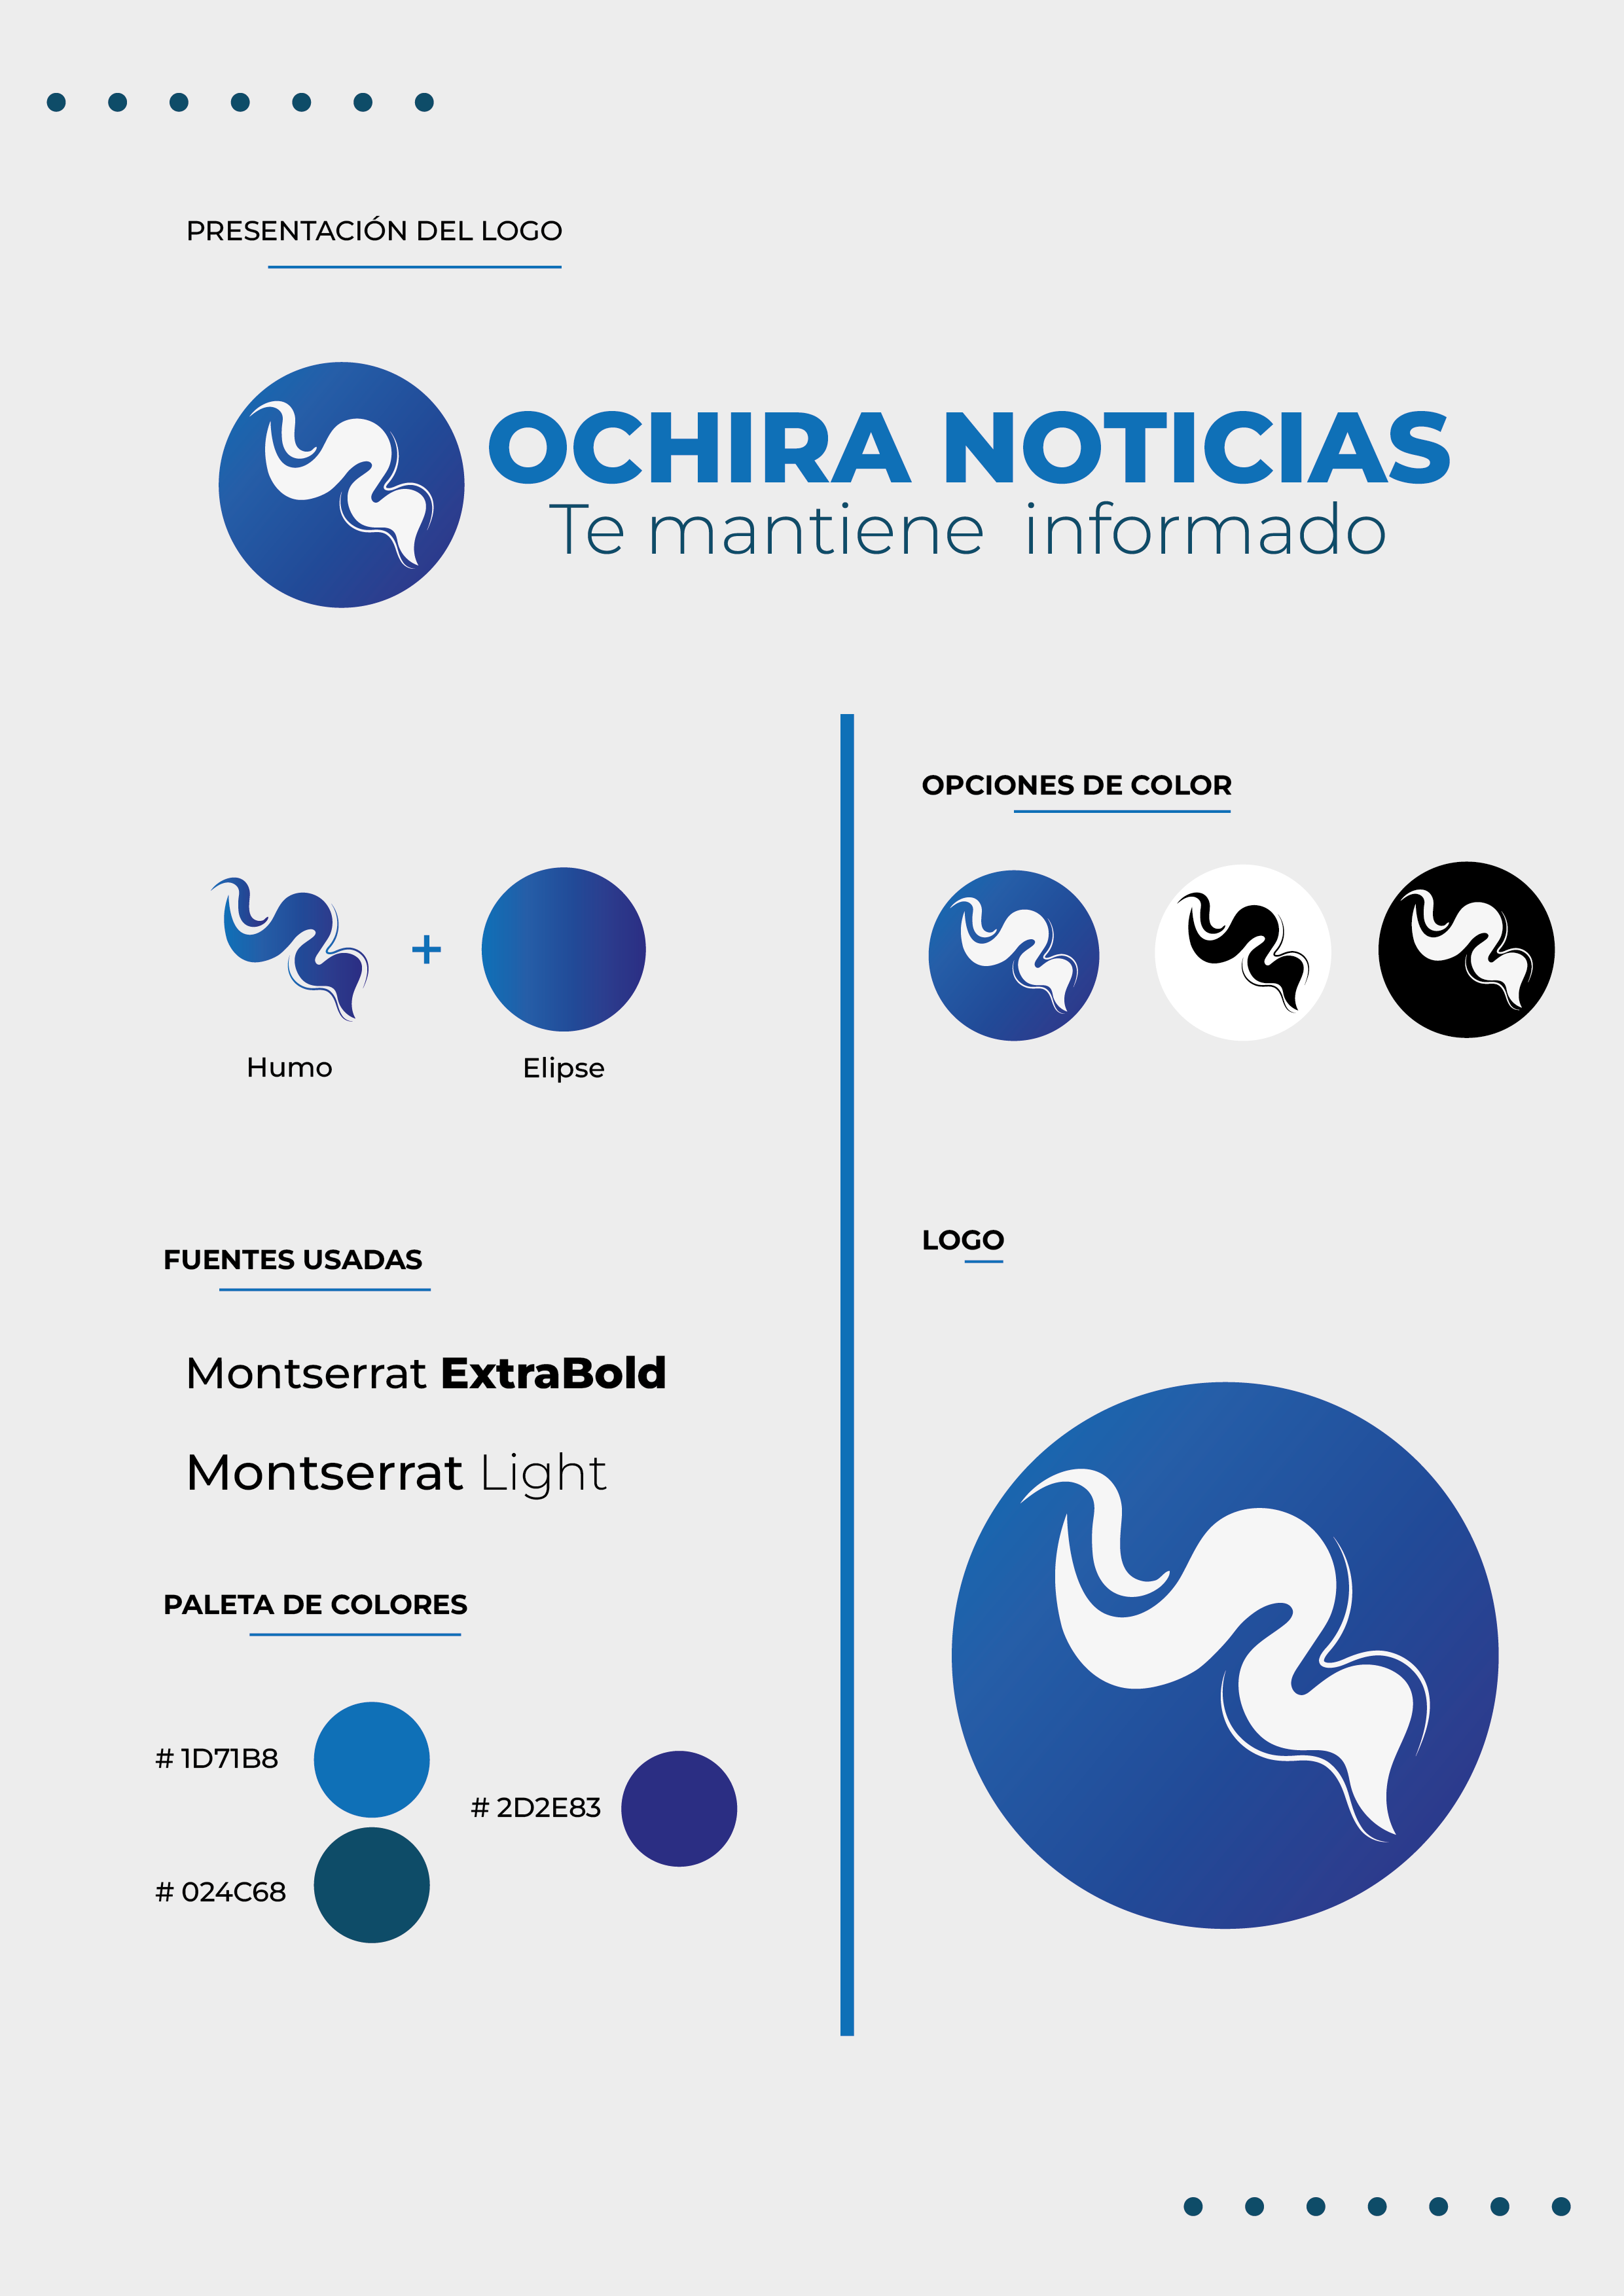 PRESENTACIÓN DEL LOGO
OCHIRA NOTICIAS
Te mantiene informado
+
Humo
Elipse
FUENTES USADAS
Montserrat ExtraBold
Montserrat Light
PALETA DE COLORES
# 1D71B8
# 2D2E83
# 024C68
OPCIONES DE COLOR
LOGO